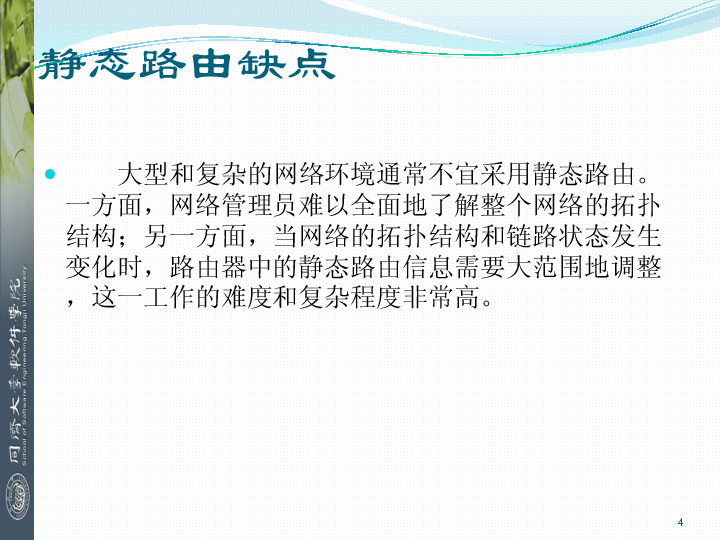 静态路由缺点
大型和复杂的网络环境通常不宜采用静态路由。
一方面，网络管理员难以全面地了解整个网络的拓扑
结构；另一方面，当网络的拓扑结构和链路状态发生
变化时，路由器中的静态路由信息需要大范围地调整
，这一工作的难度和复杂程度非常高。
同濟大學軟件學院
School of Software Engineering,Tongji University
4